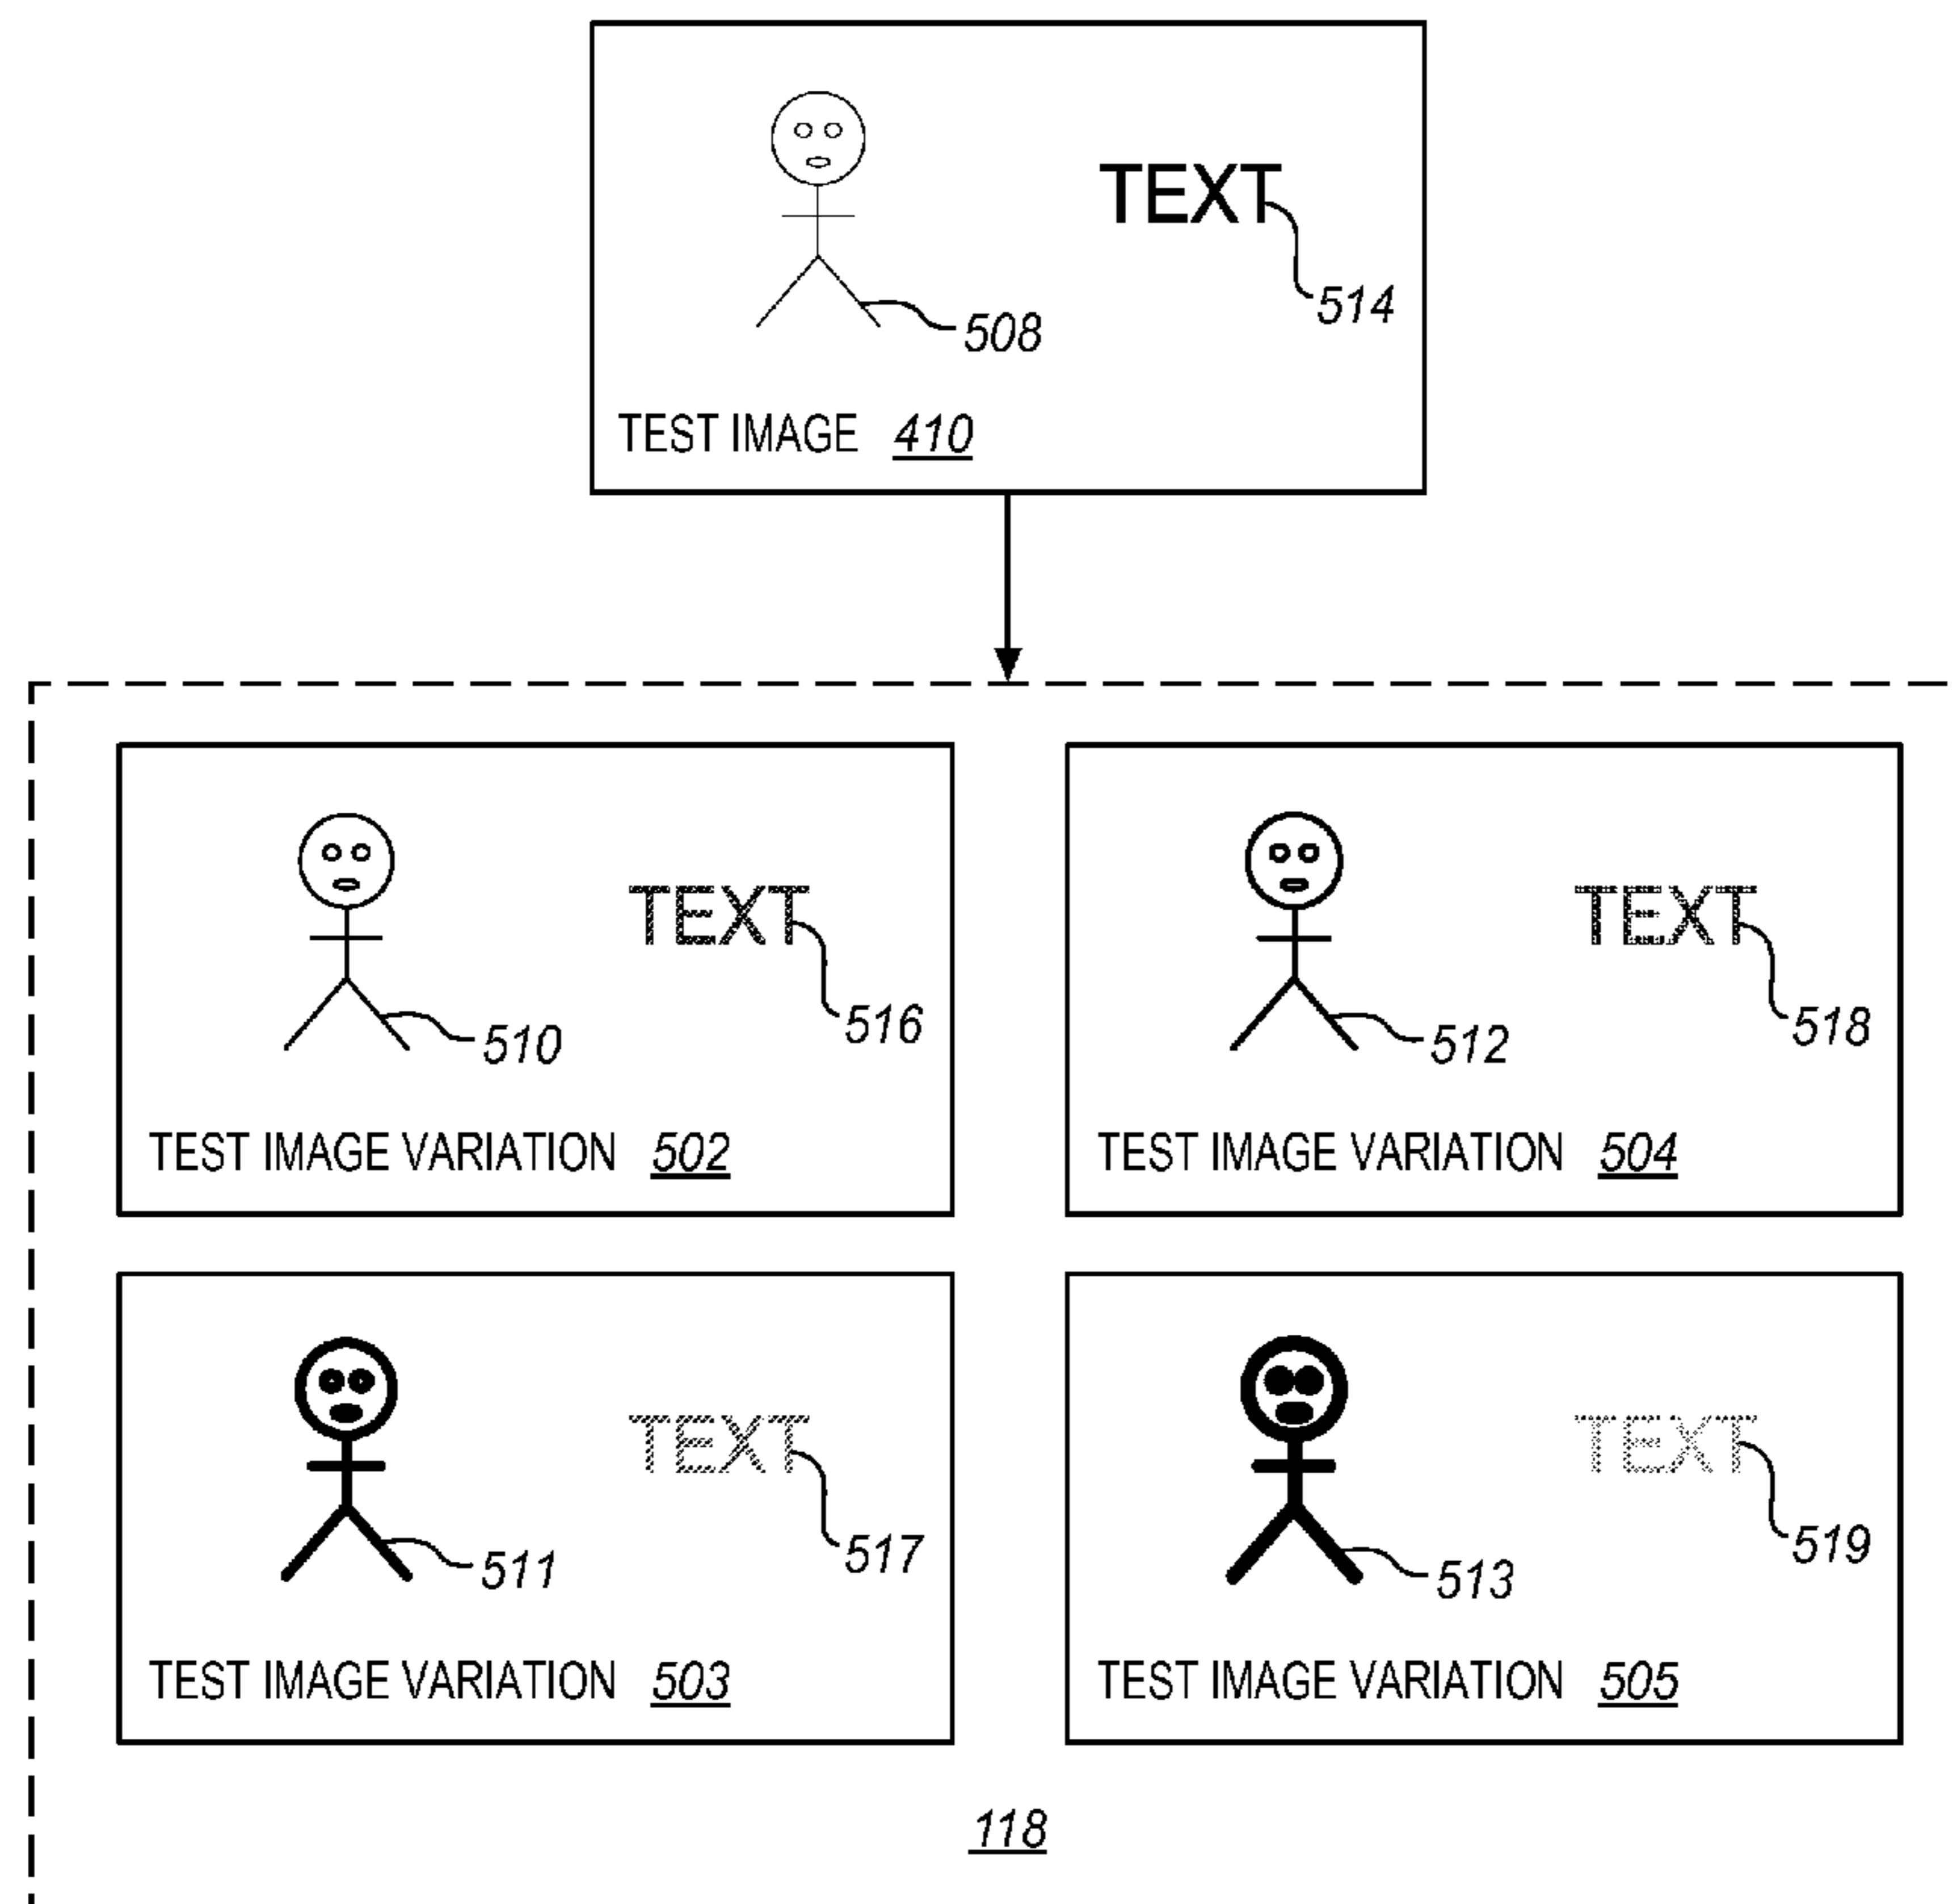 TEXT
514
508
TEST IMAGE 410
TEXT
516
510
TEST IMAGE VARIATION 502
TEXT
518
512
TEST IMAGE VARIATION 504
TEXT
517
511
TEST IMAGE VARIATION 503
TEXT
519
513
TEST IMAGE VARIATION 505
118